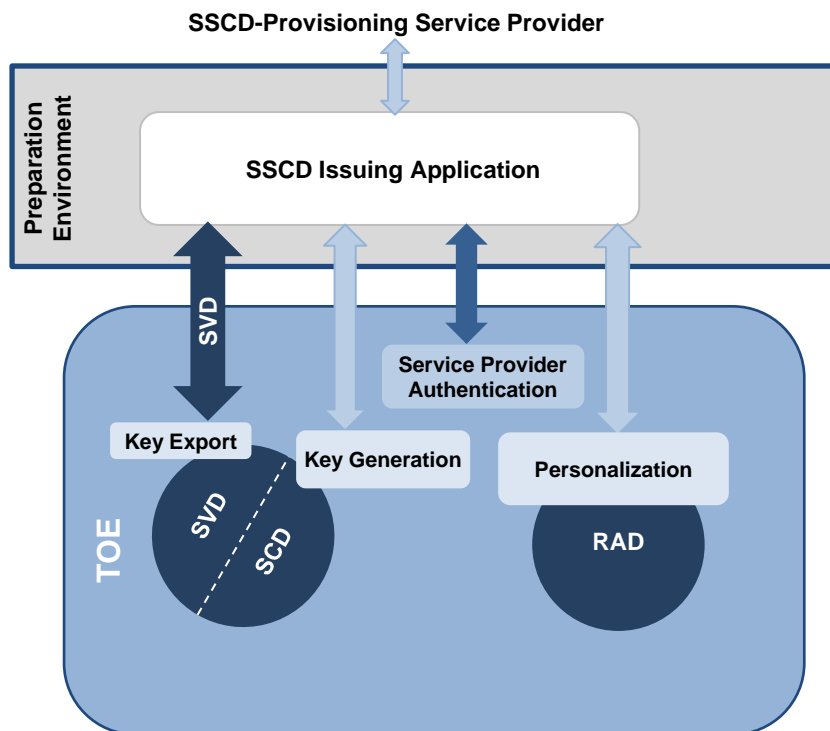 SSCD-Provisioning Service Provider
Preparation
Environment
SSCD Issuing Application
SVD
Service Provider
Authentication
Key Export
Key Generation
Personalization
TOE
SVD
SCD
RAD